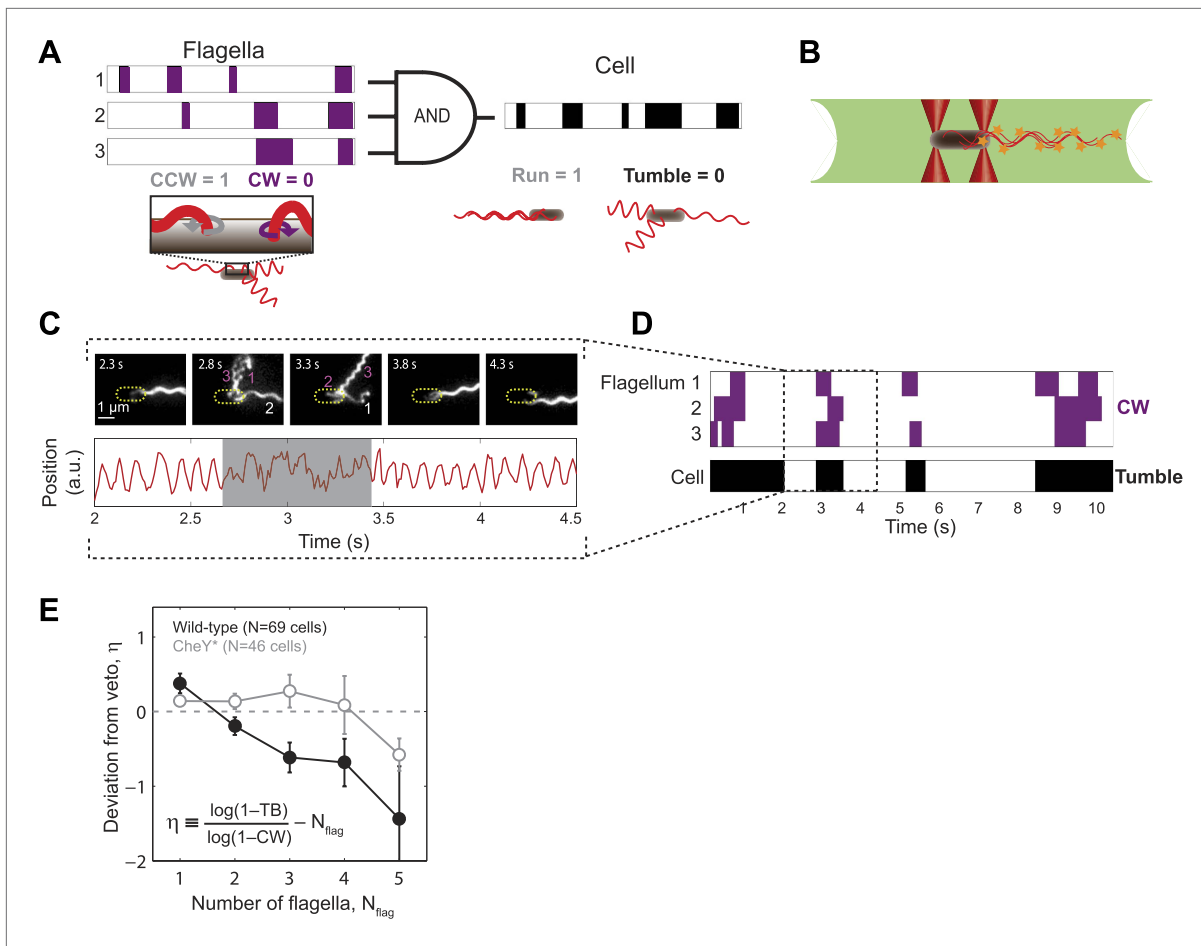 A
Flagella
1
2
3
AND
Cell
CCW = 1
CW = 0
Run = 1
Tumble = 0
B
C
2.3 s
1 µm
2.8 s
3
1
2
3.3 s
2
3
1
3.8 s
4.3 s
Position
(a.u.)
2
2.5
3
3.5
4
4.5
Time (s)
D
Flagellum 1
2
3
CW
Cell
Tumble
1
2
3
4
5
6
7
8
9
10
Time (s)
E
Wild-type (N=69 cells)
CheY* (N=46 cells)
Deviation from veto, η
1
0
−1
−2
η ≡ log(1–TB) / log(1–CW) – Nflag
1
2
3
4
5
Number of flagella, Nflag